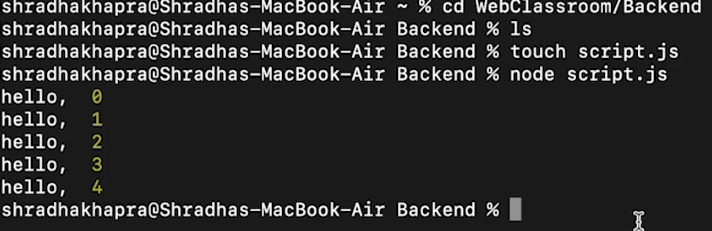 shradhakhapra@Shradhas-MacBook-Air ~ % cd WebClassroom/Backend
shradhakhapra@Shradhas-MacBook-Air Backend % ls
shradhakhapra@Shradhas-MacBook-Air Backend % touch script.js
shradhakhapra@Shradhas-MacBook-Air Backend % node script.js
hello,  0
hello,  1
hello,  2
hello,  3
hello,  4
shradhakhapra@Shradhas-MacBook-Air Backend %